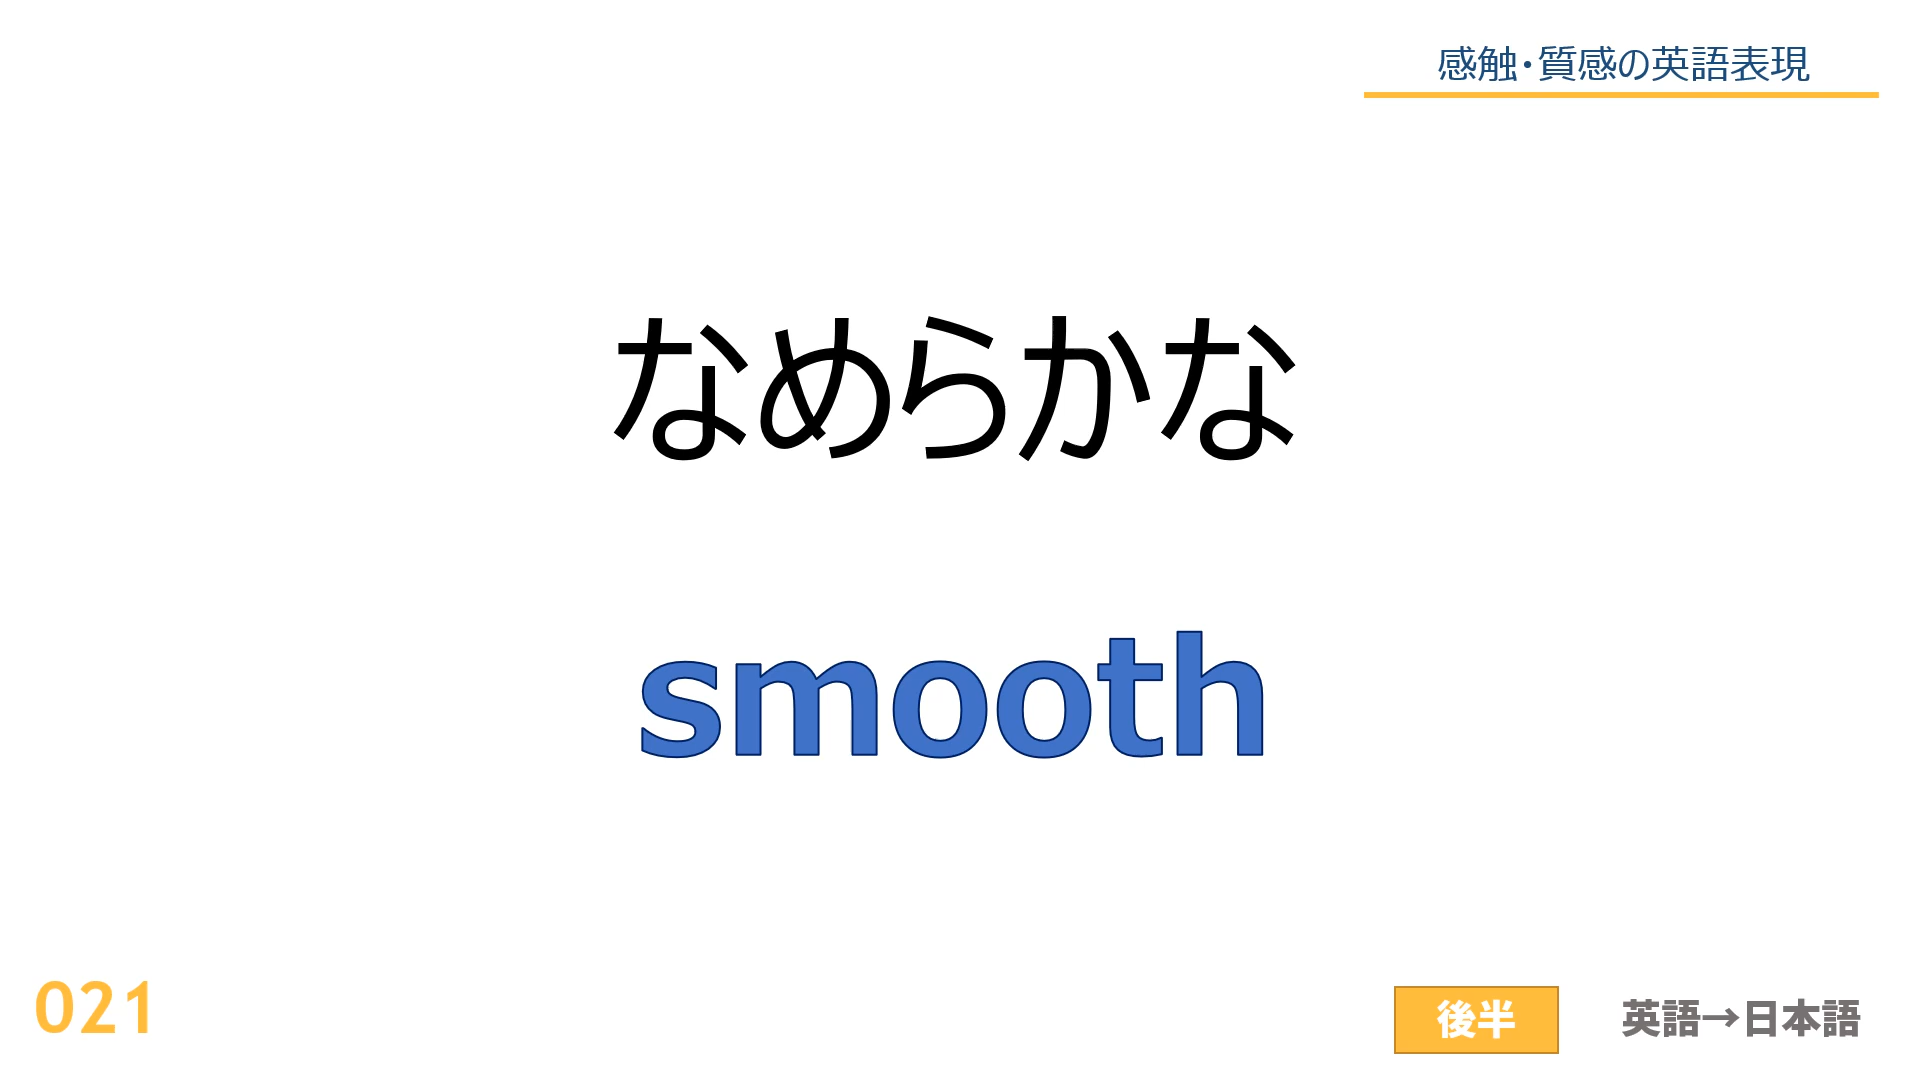 感触・質感の英語表現
なめらかな
smooth
021
後半
英語→日本語